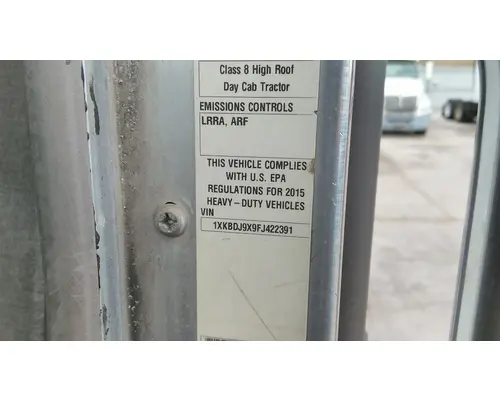 Class 8 High Roof
Day Cab Tractor
EMISSIONS CONTROLS
LRRA, ARF
THIS VEHICLE COMPLIES
WITH U.S. EPA
REGULATIONS FOR 2015
HEAVY - DUTY VEHICLES
VIN
1XKBDJ9X9FJ422391